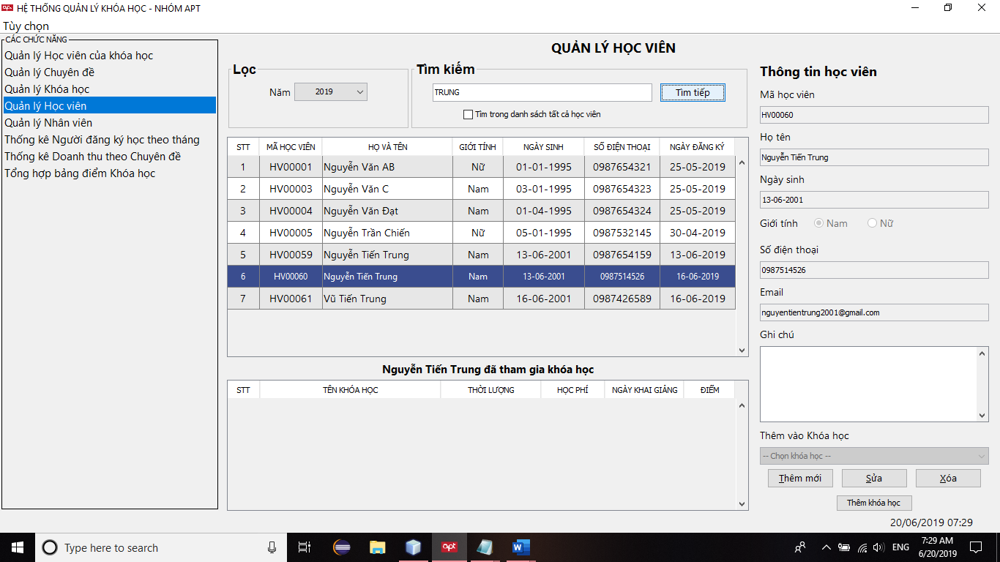 apt HỆ THỐNG QUẢN LÝ KHÓA HỌC - NHÓM APT
Tùy chọn
CÁC CHỨC NĂNG
Quản lý Học viên của khóa học
Quản lý Chuyên đề
Quản lý Khóa học
Quản lý Học viên
Quản lý Nhân viên
Thống kê Người đăng ký học theo tháng
Thống kê Doanh thu theo Chuyên đề
Tổng hợp bảng điểm Khóa học
QUẢN LÝ HỌC VIÊN
Lọc
Năm 2019
Tìm kiếm
TRUNG Tìm tiếp
Tìm trong danh sách tất cả học viên
STT MÃ HỌC VIÊN HỌ VÀ TÊN GIỚI TÍNH NGÀY SINH SỐ ĐIỆN THOẠI NGÀY ĐĂNG KÝ
1 HV00001 Nguyễn Văn AB Nữ 01-01-1995 0987654321 25-05-2019
2 HV00003 Nguyễn Văn C Nam 03-01-1995 0987654323 25-05-2019
3 HV00004 Nguyễn Văn Đạt Nam 01-04-1995 0987654324 25-05-2019
4 HV00005 Nguyễn Trần Chiến Nữ 05-01-1995 0987532145 30-04-2019
5 HV00059 Nguyễn Tiến Trung Nam 13-06-2001 0987654159 13-06-2019
6 HV00060 Nguyễn Tiến Trung Nam 13-06-2001 0987514526 16-06-2019
7 HV00061 Vũ Tiến Trung Nam 16-06-2001 0987426589 16-06-2019
Nguyễn Tiến Trung đã tham gia khóa học
STT TÊN KHÓA HỌC THỜI LƯỢNG HỌC PHÍ NGÀY KHAI GIẢNG ĐIỂM
Thông tin học viên
Mã học viên
HV00060
Họ tên
Nguyễn Tiến Trung
Ngày sinh
13-06-2001
Giới tính Nam Nữ
Số điện thoại
0987514526
Email
nguyentientrung2001@gmail.com
Ghi chú
Thêm vào Khóa học
-- Chọn khóa học --
Thêm mới Sửa Xóa
Thêm khóa học
20/06/2019 07:29
Type here to search
apt
W
ENG
7:29 AM
6/20/2019